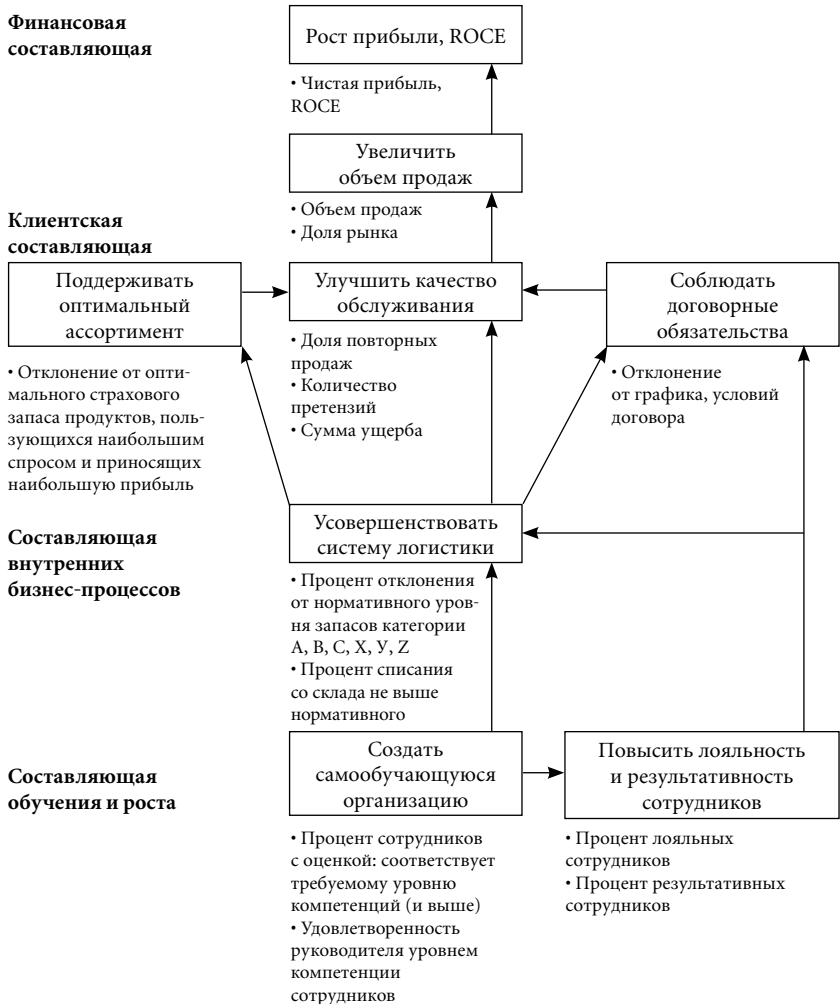 Финансовая
составляющая
Рост прибыли, ROCE
• Чистая прибыль,
ROCE
Увеличить
объем продаж
• Объем продаж
• Доля рынка
Клиентская
составляющая
Поддерживать
оптимальный
ассортимент
Улучшить качество
обслуживания
Соблюдать
договорные
обязательства
• Отклонение от опти-
мального страхового
запаса продуктов, поль-
зующихся наибольшим
спросом и приносящих
наибольшую прибыль
• Доля повторных
продаж
• Количество
претензий
• Сумма ущерба
• Отклонение
от графика, условий
договора
Составляющая
внутренних
бизнес-процессов
Усовершенствовать
систему логистики
• Процент отклонения
от нормативного уров-
ня запасов категории
A, B, C, X, У, Z
• Процент списания
со склада не выше
нормативного
Составляющая
обучения и роста
Создать
самообучающуюся
организацию
Повысить лояльность
и результативность
сотрудников
• Процент сотрудников
с оценкой: соответствует
требуемому уровню
компетенций (и выше)
• Удовлетворенность
руководителя уровнем
компетенции
сотрудников
• Процент лояльных
сотрудников
• Процент результативных
сотрудников